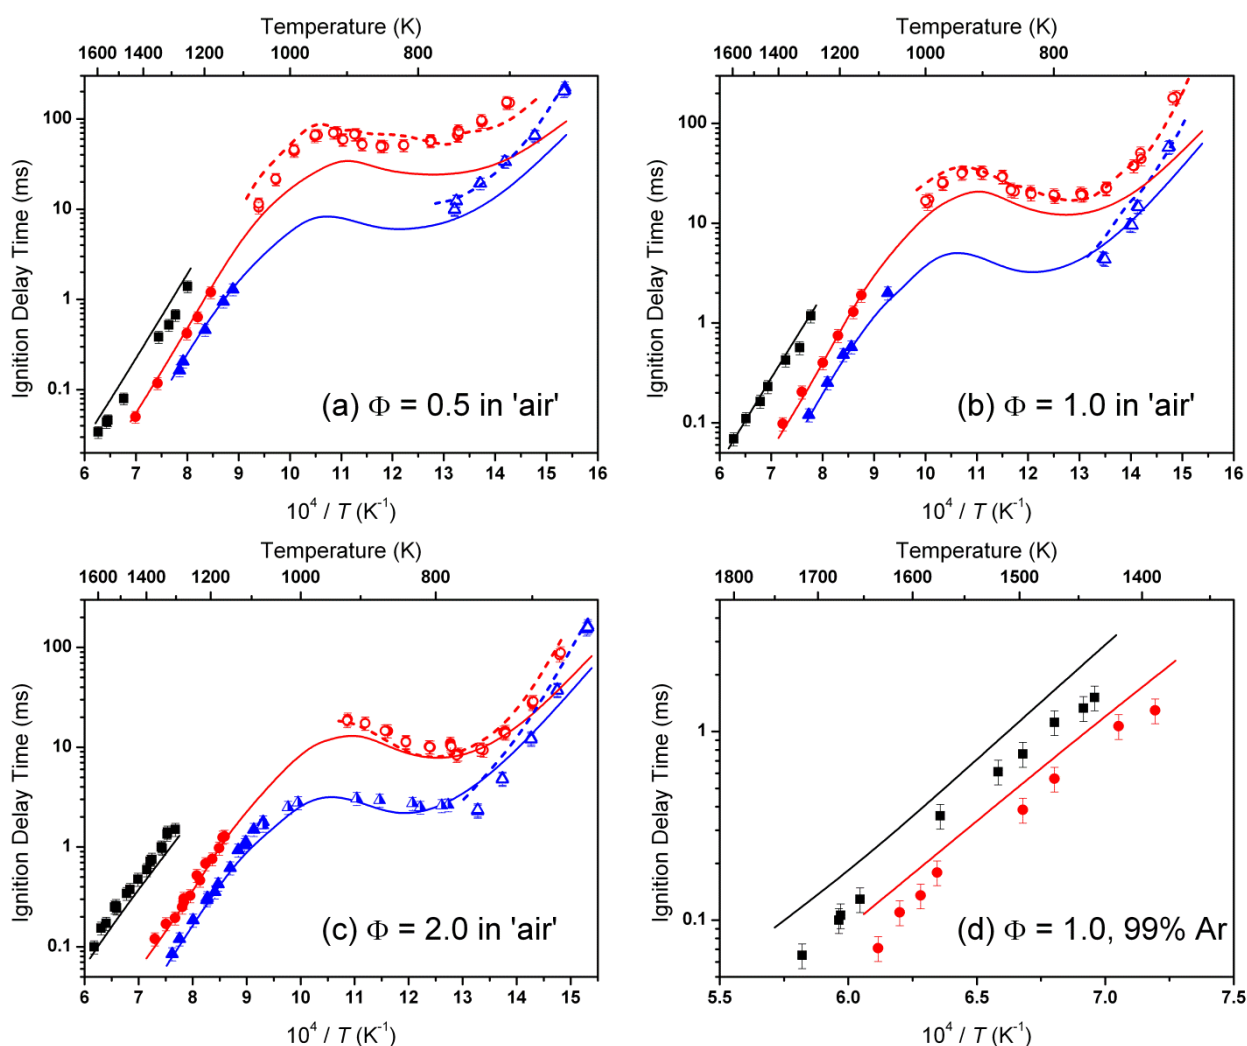 Temperature (K)
1600 1400 1200 1000 800
Ignition Delay Time (ms)
100
10
1
0.1
(a) Φ = 0.5 in 'air'
6 7 8 9 10 11 12 13 14 15 16
10⁴ / T (K⁻¹)
Temperature (K)
1600 1400 1200 1000 800
Ignition Delay Time (ms)
100
10
1
0.1
(b) Φ = 1.0 in 'air'
6 7 8 9 10 11 12 13 14 15 16
10⁴ / T (K⁻¹)
Temperature (K)
1600 1400 1200 1000 800
Ignition Delay Time (ms)
100
10
1
0.1
(c) Φ = 2.0 in 'air'
6 7 8 9 10 11 12 13 14 15
10⁴ / T (K⁻¹)
Temperature (K)
1800 1700 1600 1500 1400
Ignition Delay Time (ms)
1
0.1
(d) Φ = 1.0, 99% Ar
5.5 6.0 6.5 7.0 7.5
10⁴ / T (K⁻¹)